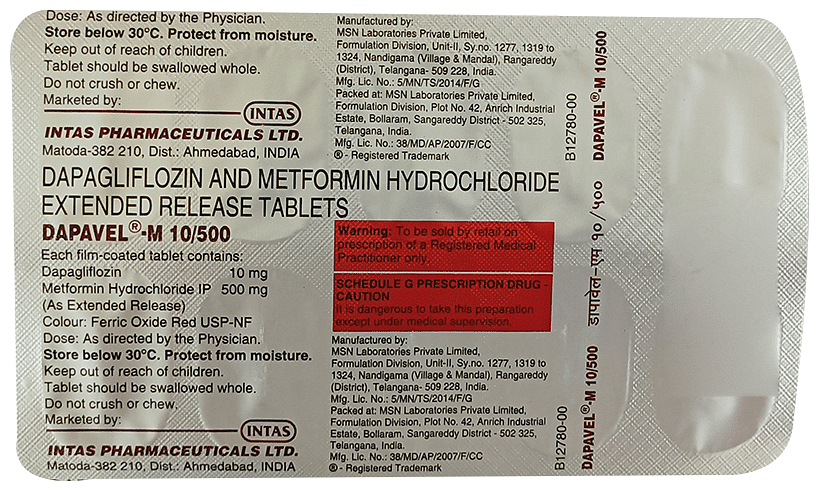 Dose: As directed by the Physician.
Store below 30°C. Protect from moisture.
Keep out of reach of children.
Tablet should be swallowed whole.
Do not crush or chew.
Marketed by:
INTAS
INTAS PHARMACEUTICALS LTD.
Matoda-382 210, Dist.: Ahmedabad, INDIA
Manufactured by:
MSN Laboratories Private Limited,
Formulation Division, Unit-II, Sy.no. 1277, 1319 to
1324, Nandigama (Village & Mandal), Rangareddy
(District), Telangana- 509 228, India.
Mfg. Lic. No.: 5/MN/TS/2014/F/G
Packed at: MSN Laboratories Private Limited,
Formulation Division, Plot No. 42, Anrich Industrial
Estate, Bollaram, Sangareddy District - 502 325,
Telangana, India.
Mfg. Lic. No.: 38/MD/AP/2007/F/CC
® - Registered Trademark
B12780-00
DAPAVEL®-M 10/500
DAPAGLIFLOZIN AND METFORMIN HYDROCHLORIDE
EXTENDED RELEASE TABLETS
DAPAVEL®-M 10/500
Each film-coated tablet contains:
Dapagliflozin 10 mg
Metformin Hydrochloride IP 500 mg
(As Extended Release)
Colour: Ferric Oxide Red USP-NF
Dose: As directed by the Physician.
Store below 30°C. Protect from moisture.
Keep out of reach of children.
Tablet should be swallowed whole.
Do not crush or chew.
Marketed by:
INTAS
INTAS PHARMACEUTICALS LTD.
Matoda-382 210, Dist.: Ahmedabad, INDIA
Warning: To be sold by retail on
prescription of a Registered Medical
Practitioner only.
SCHEDULE G PRESCRIPTION DRUG -
CAUTION
It is dangerous to take this preparation
except under medical supervision.
Manufactured by:
MSN Laboratories Private Limited,
Formulation Division, Unit-II, Sy.no. 1277, 1319 to
1324, Nandigama (Village & Mandal), Rangareddy
(District), Telangana- 509 228, India.
Mfg. Lic. No.: 5/MN/TS/2014/F/G
Packed at: MSN Laboratories Private Limited,
Formulation Division, Plot No. 42, Anrich Industrial
Estate, Bollaram, Sangareddy District - 502 325,
Telangana, India.
Mfg. Lic. No.: 38/MD/AP/2007/F/CC
® - Registered Trademark
B12780-00
DAPAVEL®-M 10/500 डापावेल-एम १०/५००